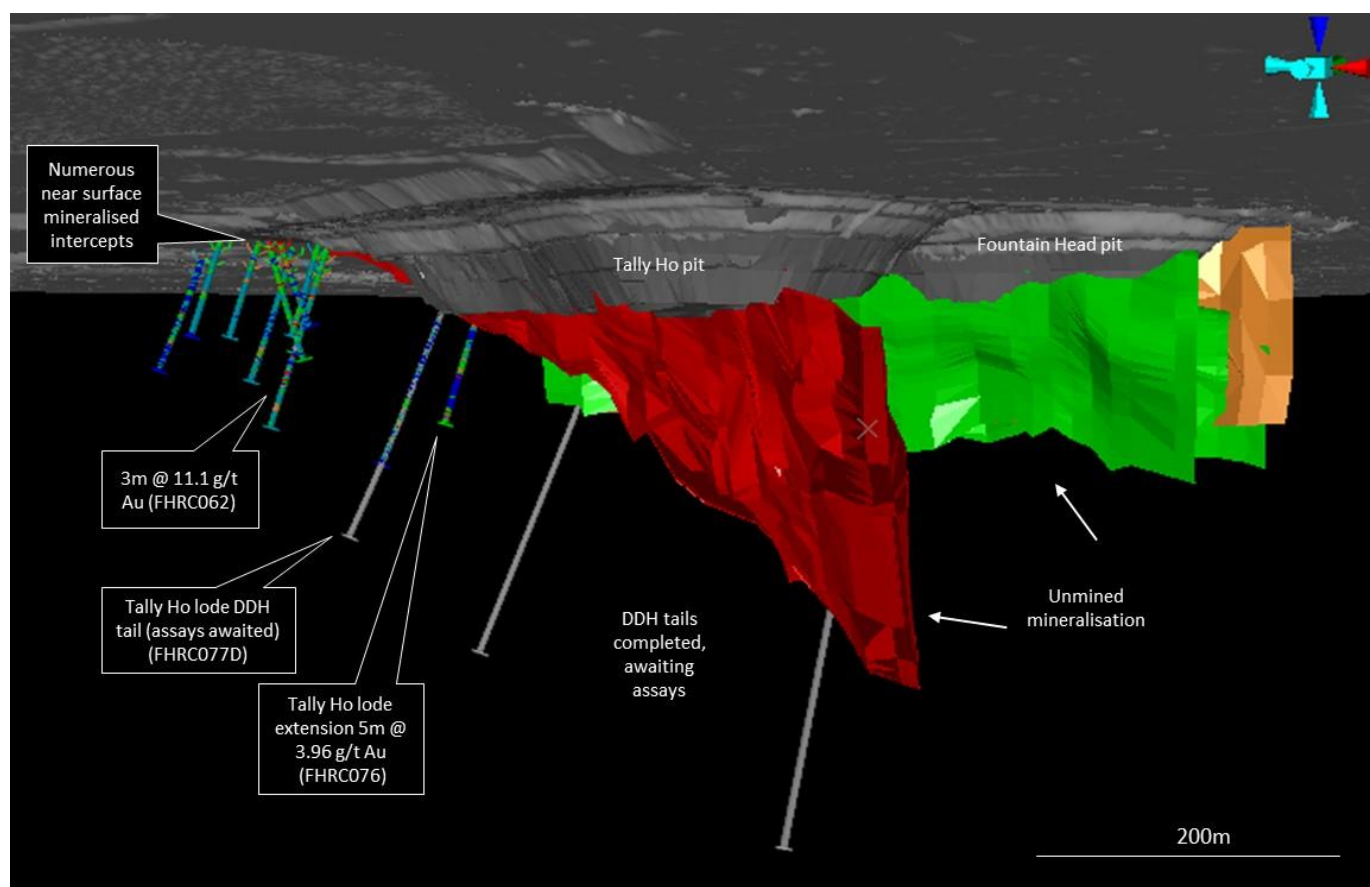 Numerous
near surface
mineralised
intercepts
Tally Ho pit
Fountain Head pit
3m @ 11.1 g/t
Au (FHRC062)
Tally Ho lode DDH
tail (assays awaited)
(FHRC077D)
Tally Ho lode
extension 5m @
3.96 g/t Au
(FHRC076)
DDH tails
completed,
awaiting
assays
Unmined
mineralisation
200m